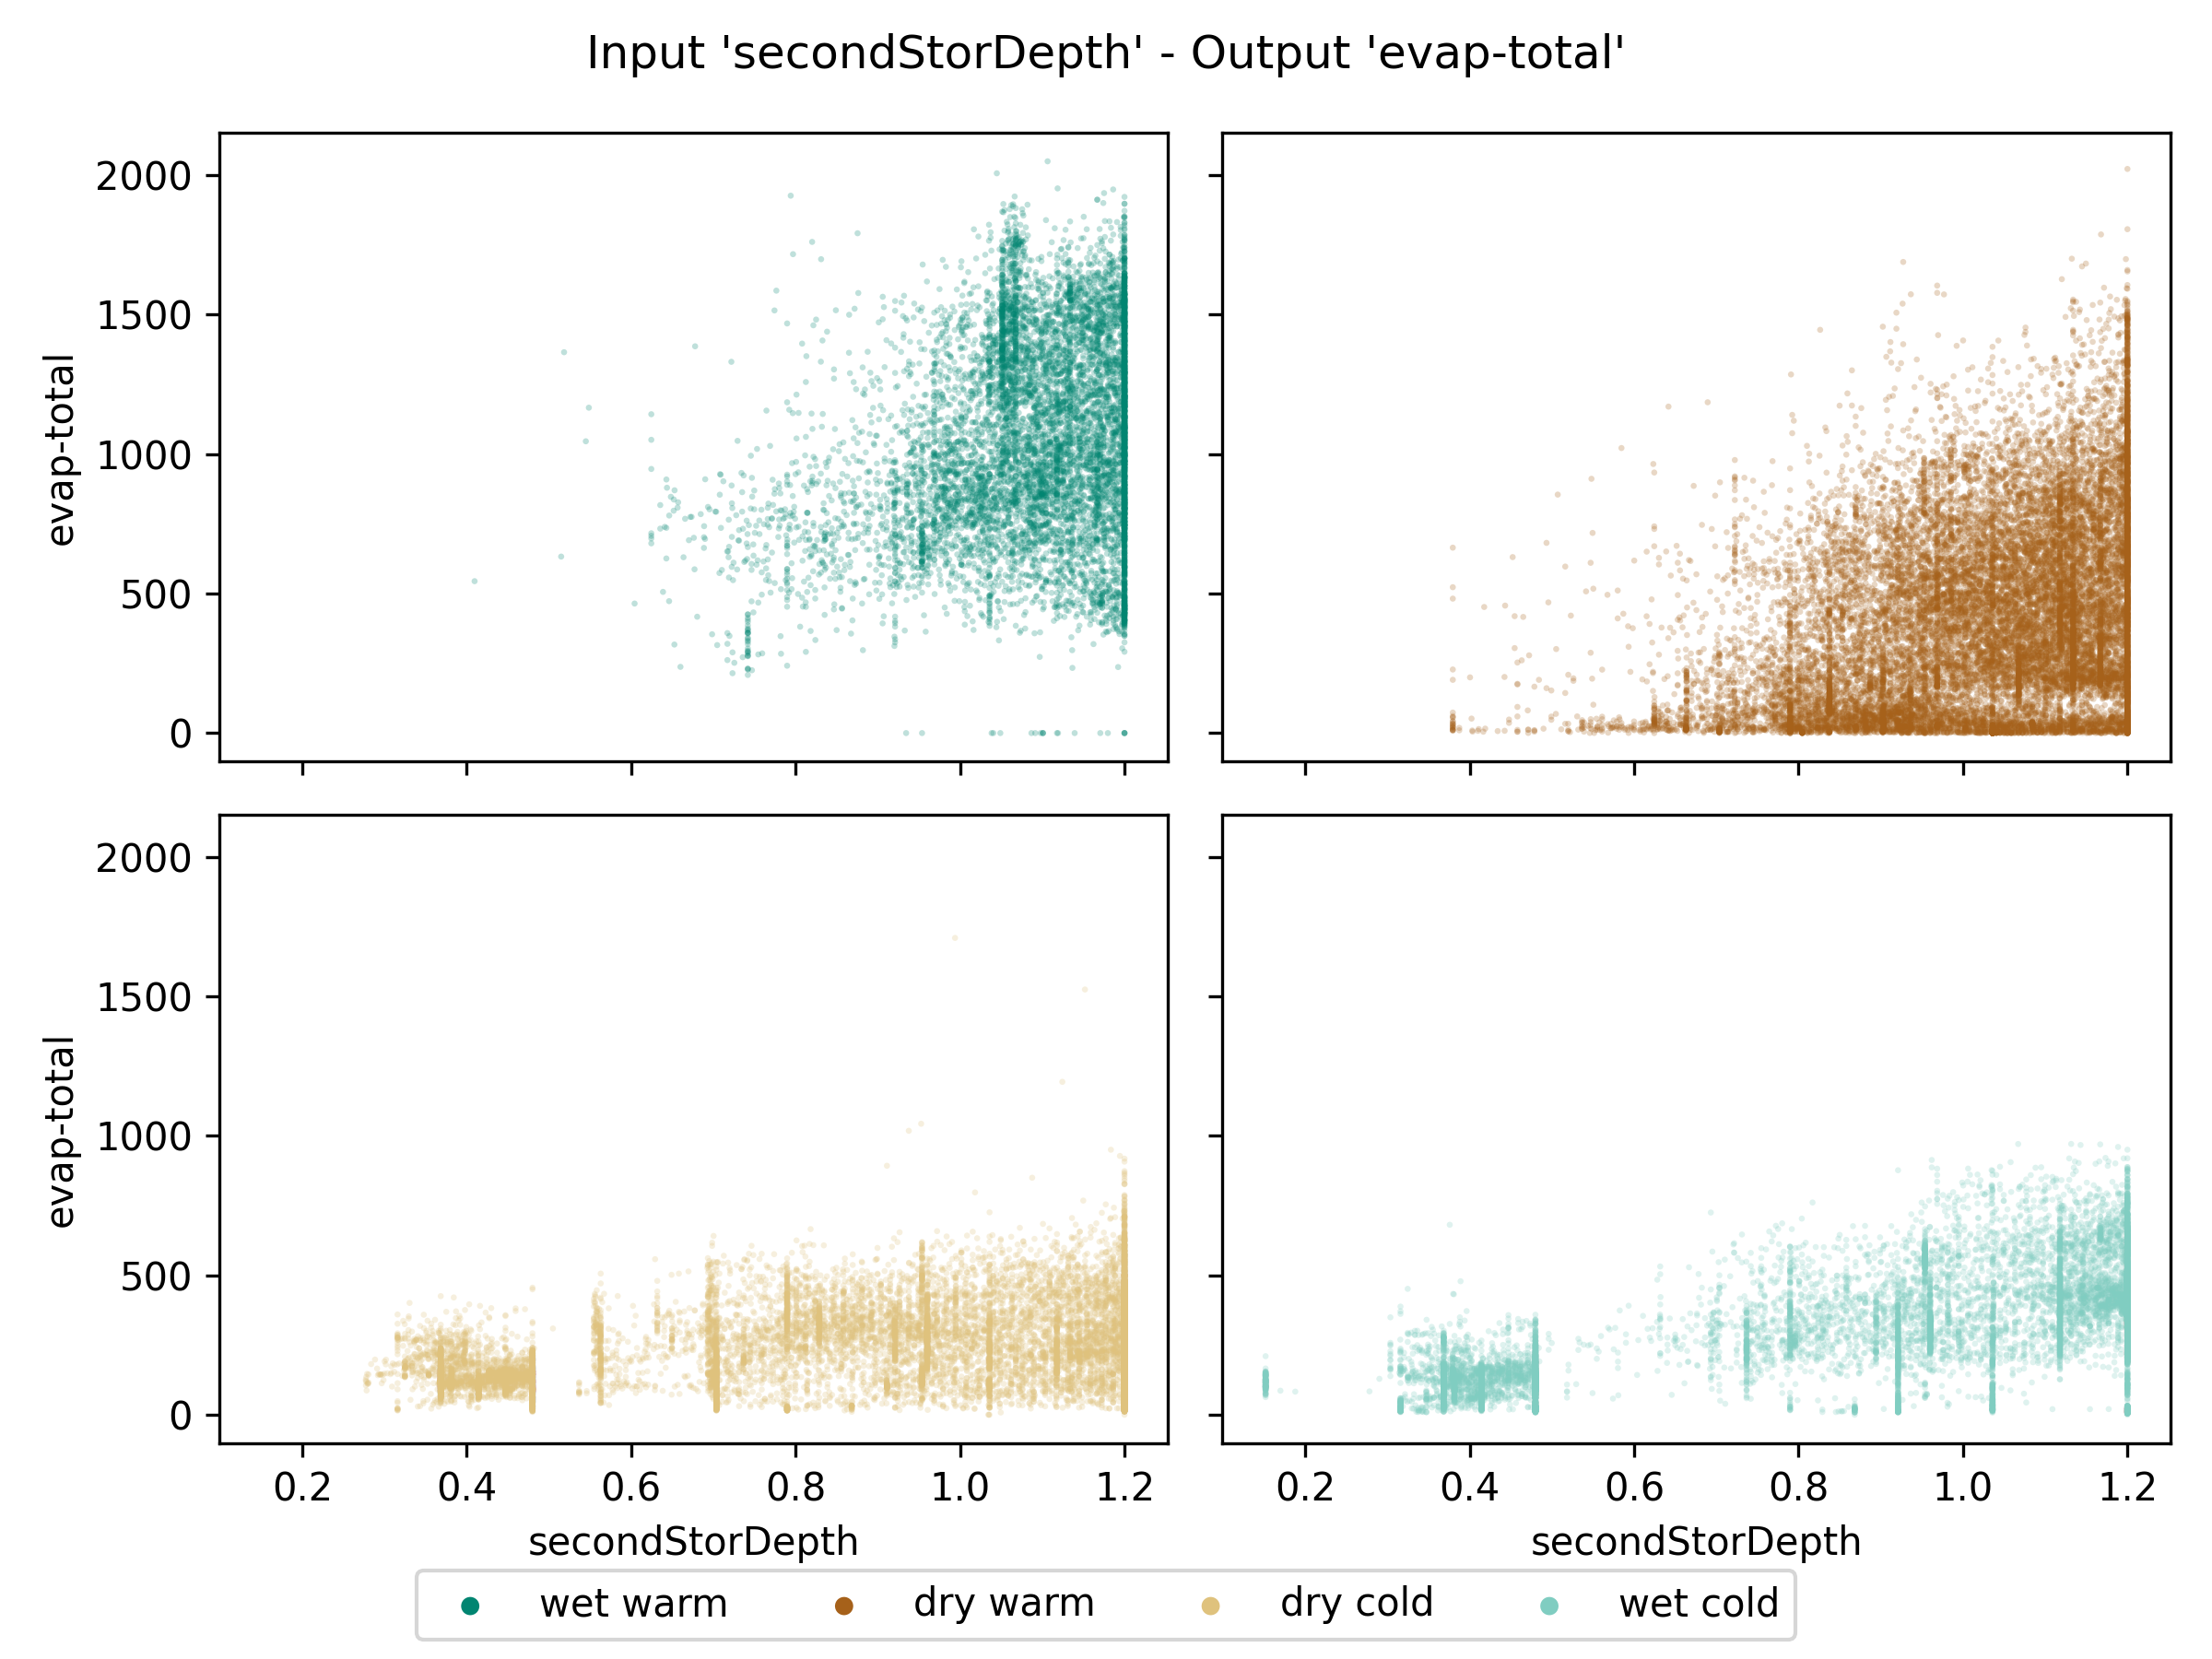 Input 'secondStorDepth' - Output 'evap-total'
2000
1500
1000
500
0
evap-total
2000
1500
1000
500
0
evap-total
0.2 0.4 0.6 0.8 1.0 1.2
0.2 0.4 0.6 0.8 1.0 1.2
secondStorDepth
secondStorDepth
wet warm dry warm dry cold wet cold